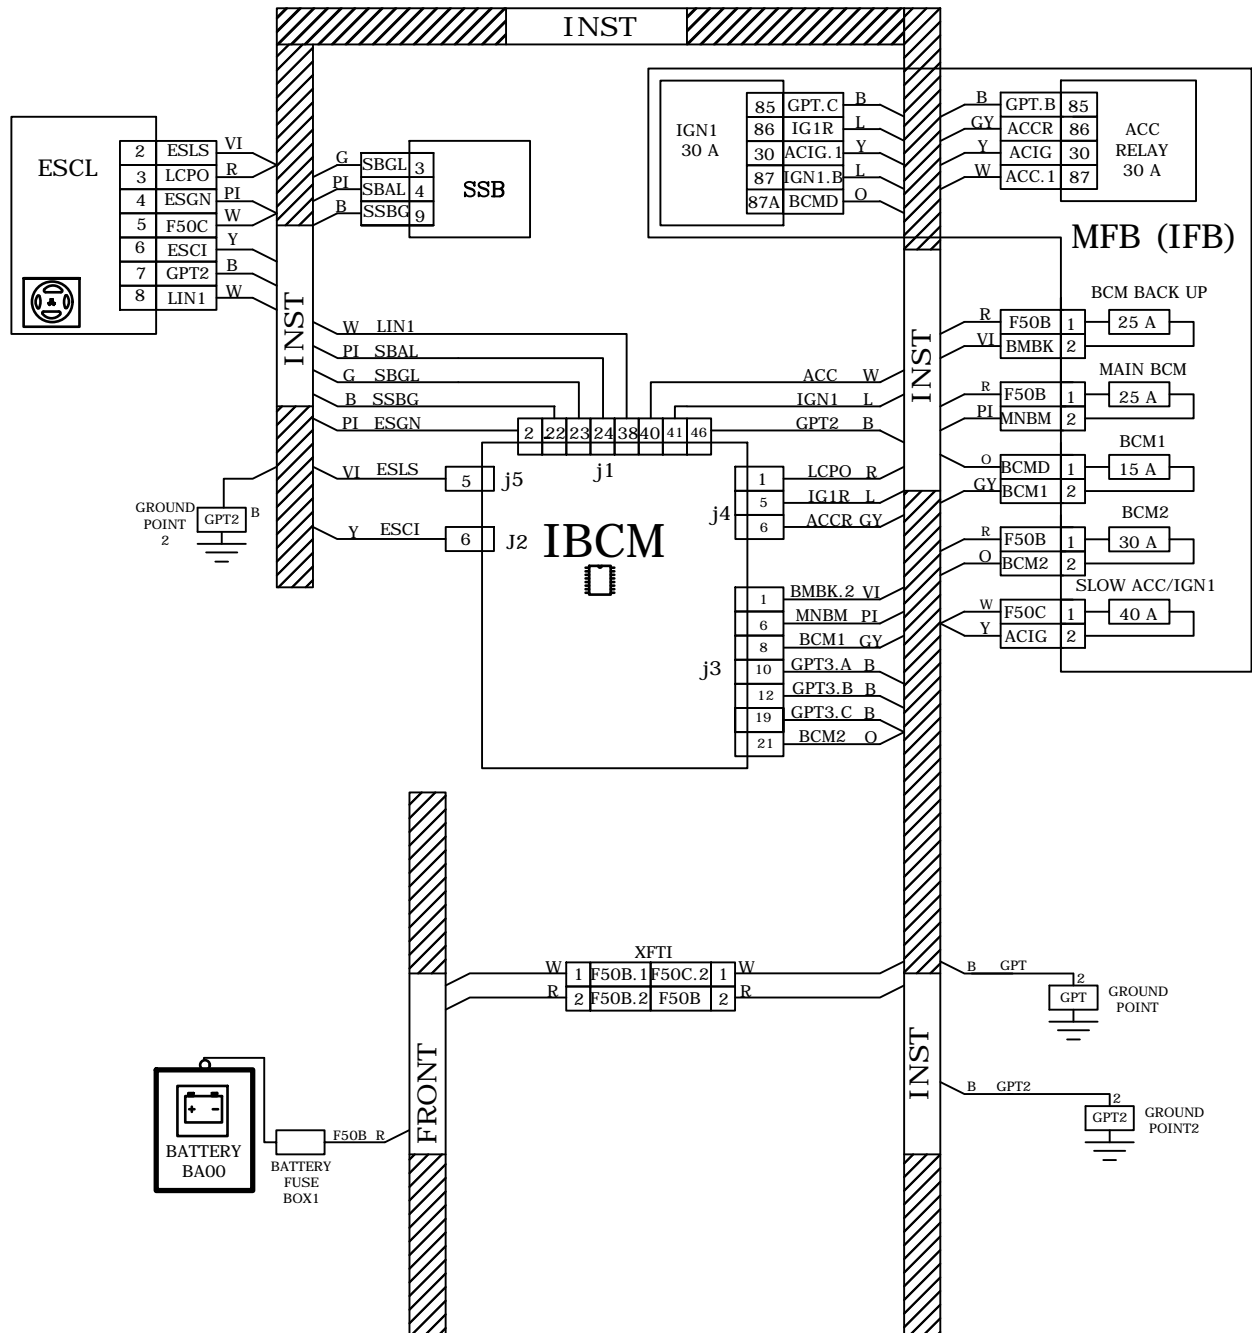 INST
ESCL
2 ESLS VI
3 LCPO R
4 ESGN PI
5 F50C W
6 ESCI Y
7 GPT2 B
8 LIN1 W
G SBGL 3
PI SBAL 4
B SSBG 9
SSB
IGN1
30 A
85 GPT.C B
86 IG1R L
30 ACIG.1 Y
87 IGN1.B L
87A BCMD O
B GPT.B 85
GY ACCR 86
Y ACIG 30
W ACC.1 87
ACC
RELAY
30 A
MFB (IFB)
INST
W LIN1
PI SBAL
G SBGL
B SSBG
PI ESGN
VI ESLS 5 j5
Y ESCI 6 J2
2 22 23 24 38 40 41 46
j1
ACC W
IGN1 L
GPT2 B
j4
1 LCPO R
5 IG1R L
6 ACCR GY
IBCM
j3
1 BMBK.2 VI
6 MNBM PI
8 BCM1 GY
10 GPT3.A B
12 GPT3.B B
19 GPT3.C B
21 BCM2 O
INST
BCM BACK UP
R F50B 1 25 A
VI BMBK 2
MAIN BCM
R F50B 1 25 A
PI MNBM 2
BCM1
O BCMD 1 15 A
GY BCM1 2
BCM2
R F50B 1 30 A
O BCM2 2
SLOW ACC/IGN1
W F50C 1 40 A
Y ACIG 2
GROUND
POINT
2
GPT2 B
XFTI
W 1 F50B.1 F50C.2 1 W
R 2 F50B.2 F50B 2 R
FRONT
INST
B GPT 2
GPT
GROUND
POINT
B GPT2 2
GPT2
GROUND
POINT2
+ -
BATTERY
BA00
BATTERY
FUSE
BOX1
F50B R